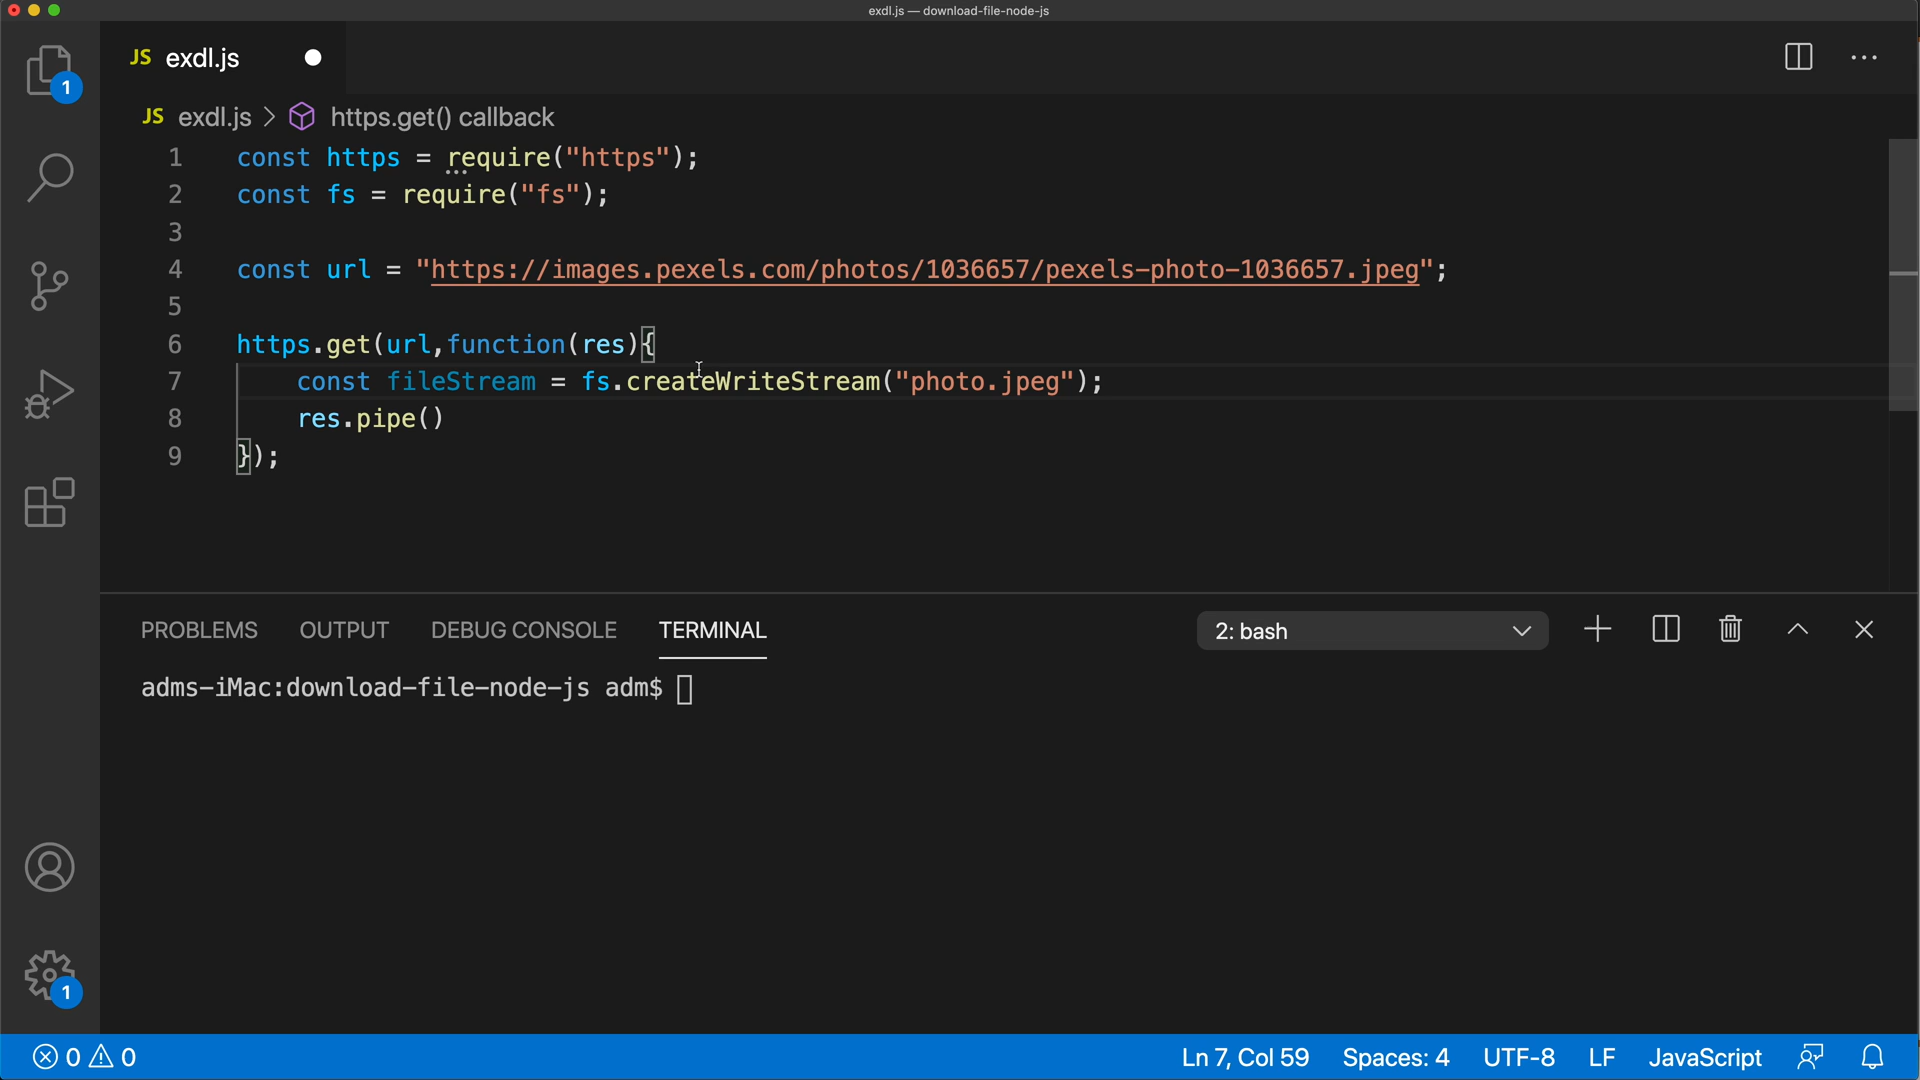 exdl.js — download-file-node-js
JS exdl.js
1
JS exdl.js > https.get() callback
1 const https = require("https");
2 const fs = require("fs");
3
4 const url = "https://images.pexels.com/photos/1036657/pexels-photo-1036657.jpeg";
5
6 https.get(url,function(res){
7 const fileStream = fs.createWriteStream("photo.jpeg");
8 res.pipe()
9 });
PROBLEMS OUTPUT DEBUG CONSOLE TERMINAL 2: bash
adms-iMac:download-file-node-js adm$
1
0 0 Ln 7, Col 59 Spaces: 4 UTF-8 LF JavaScript